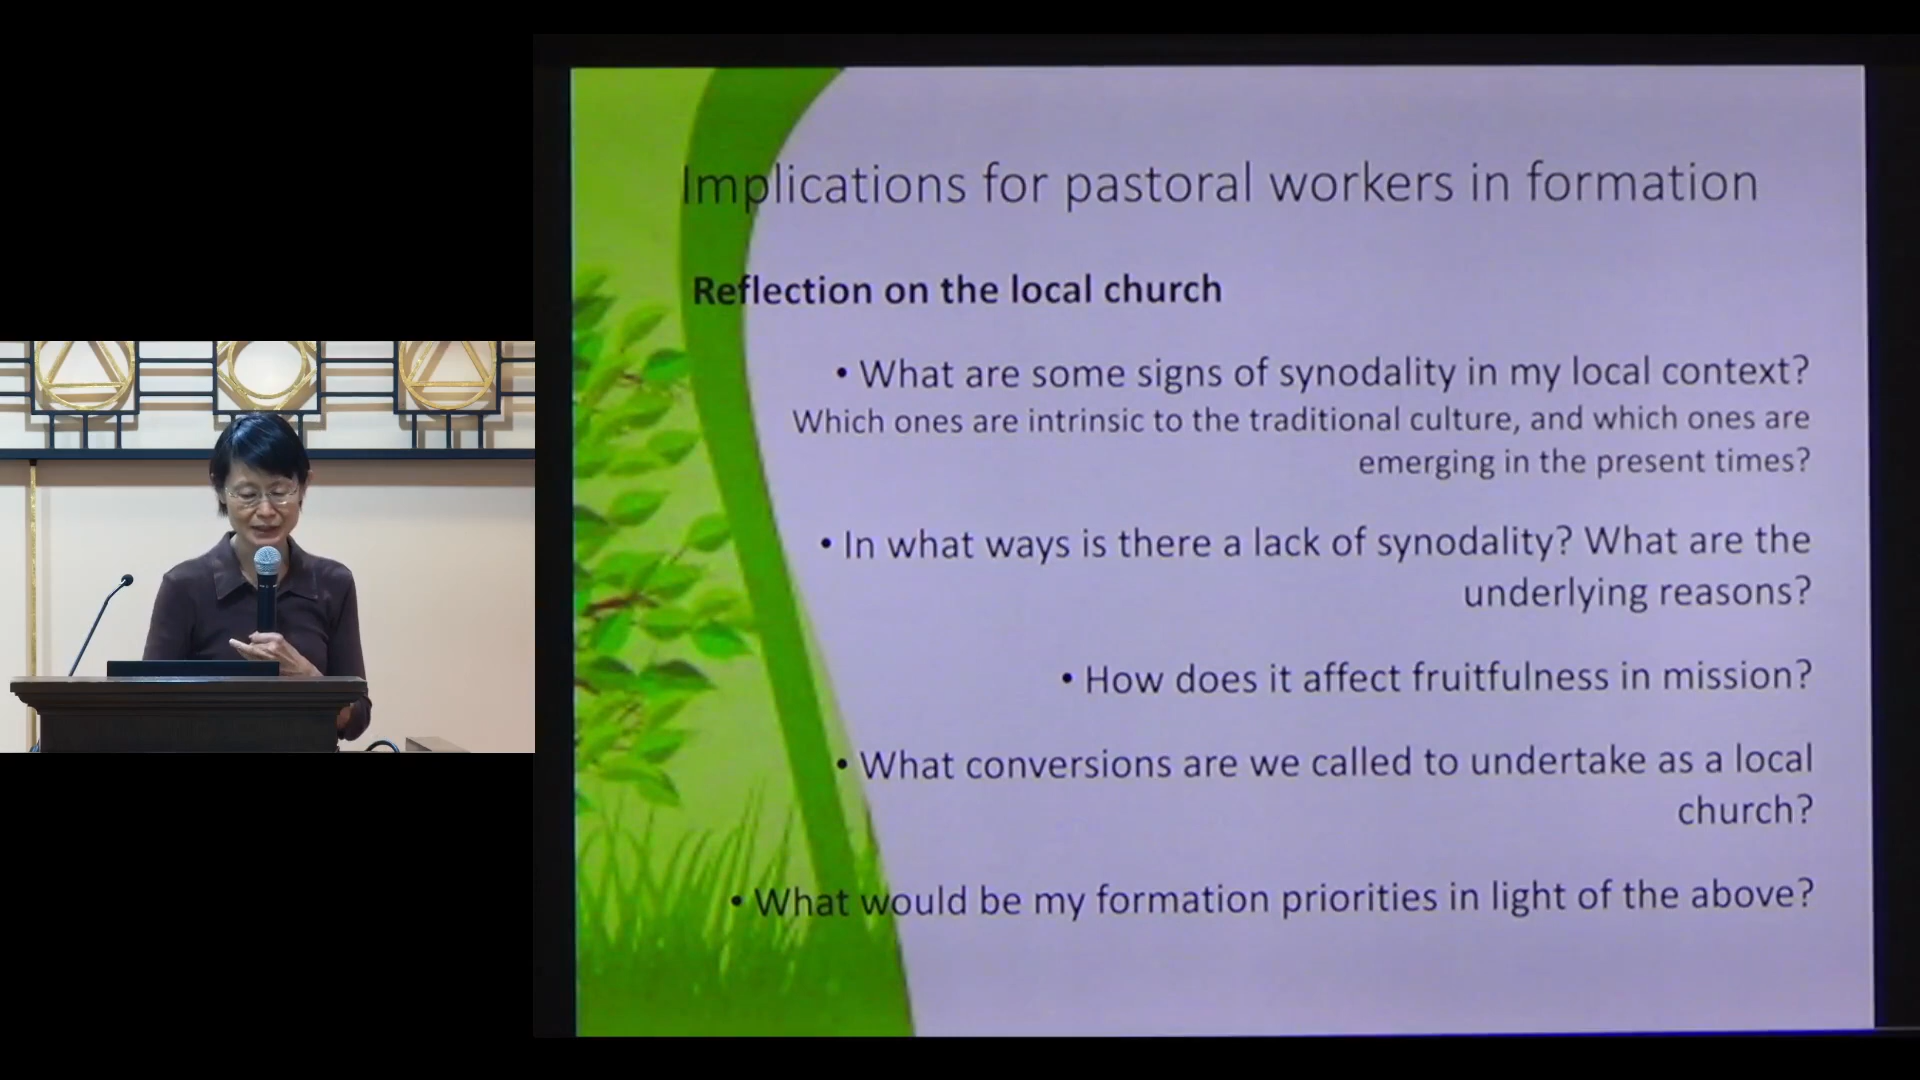 Implications for pastoral workers in formation
Reflection on the local church
• What are some signs of synodality in my local context?
Which ones are intrinsic to the traditional culture, and which ones are
emerging in the present times?
• In what ways is there a lack of synodality? What are the
underlying reasons?
• How does it affect fruitfulness in mission?
• What conversions are we called to undertake as a local
church?
• What would be my formation priorities in light of the above?